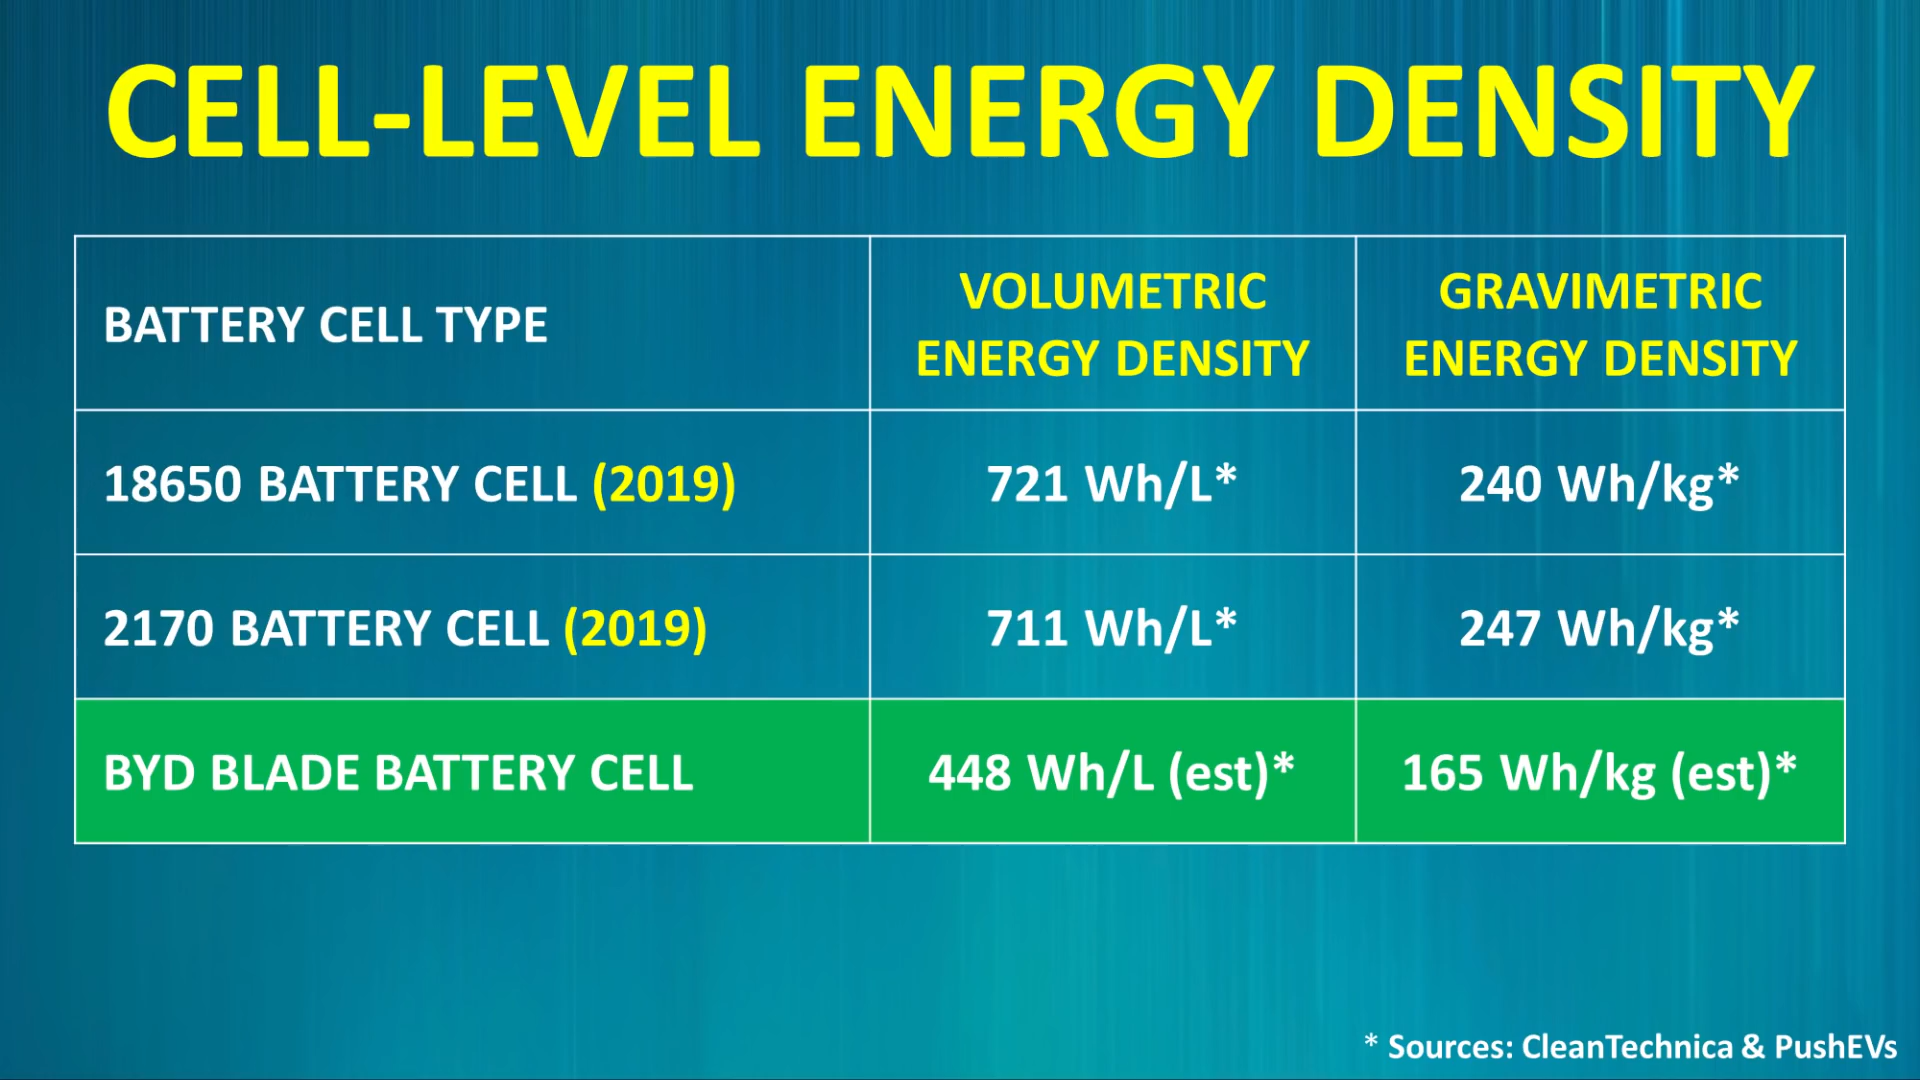 CELL-LEVEL ENERGY DENSITY
BATTERY CELL TYPE
VOLUMETRIC
ENERGY DENSITY
GRAVIMETRIC
ENERGY DENSITY
18650 BATTERY CELL (2019)
721 Wh/L*
240 Wh/kg*
2170 BATTERY CELL (2019)
711 Wh/L*
247 Wh/kg*
BYD BLADE BATTERY CELL
448 Wh/L (est)*
165 Wh/kg (est)*
* Sources: CleanTechnica & PushEVs